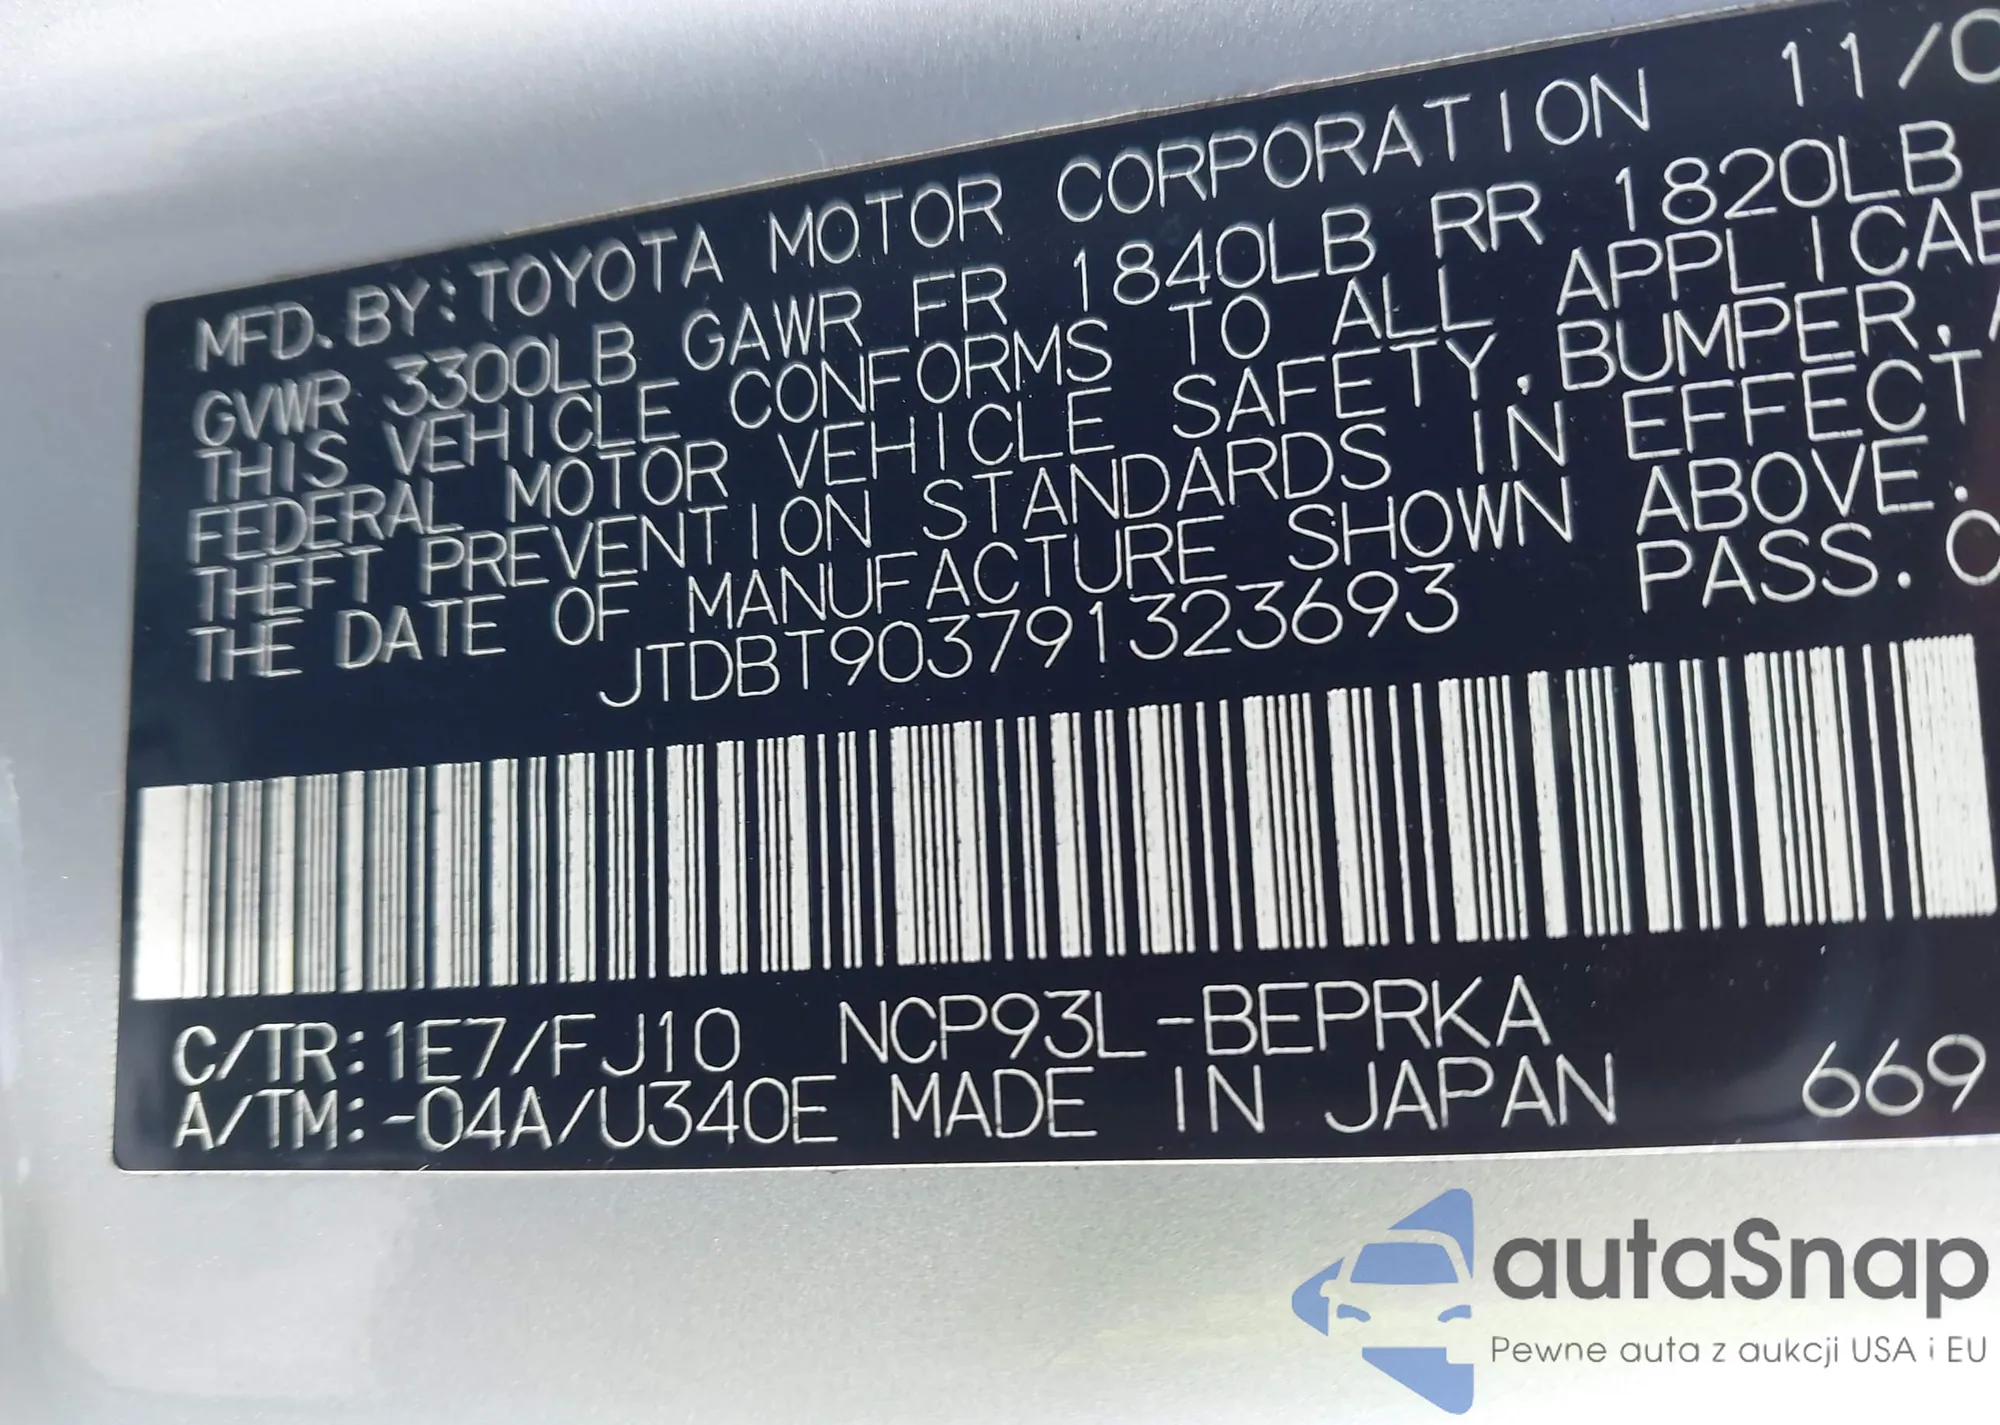 MFD. BY: TOYOTA MOTOR CORPORATION 11/0
GVWR 3300LB GAWR FR 1840LB RR 1820LB
THIS VEHICLE CONFORMS TO ALL APPLICAB
FEDERAL MOTOR VEHICLE SAFETY, BUMPER, A
THEFT PREVENTION STANDARDS IN EFFECT
THE DATE OF MANUFACTURE SHOWN ABOVE.
JTDBT903791323693 PASS. C
C/TR: 1E7/FJ10 NCP93L-BEPRKA
A/TM: -04A/U340E MADE IN JAPAN 669
autaSnap
Pewne auta z aukcji USA i EU